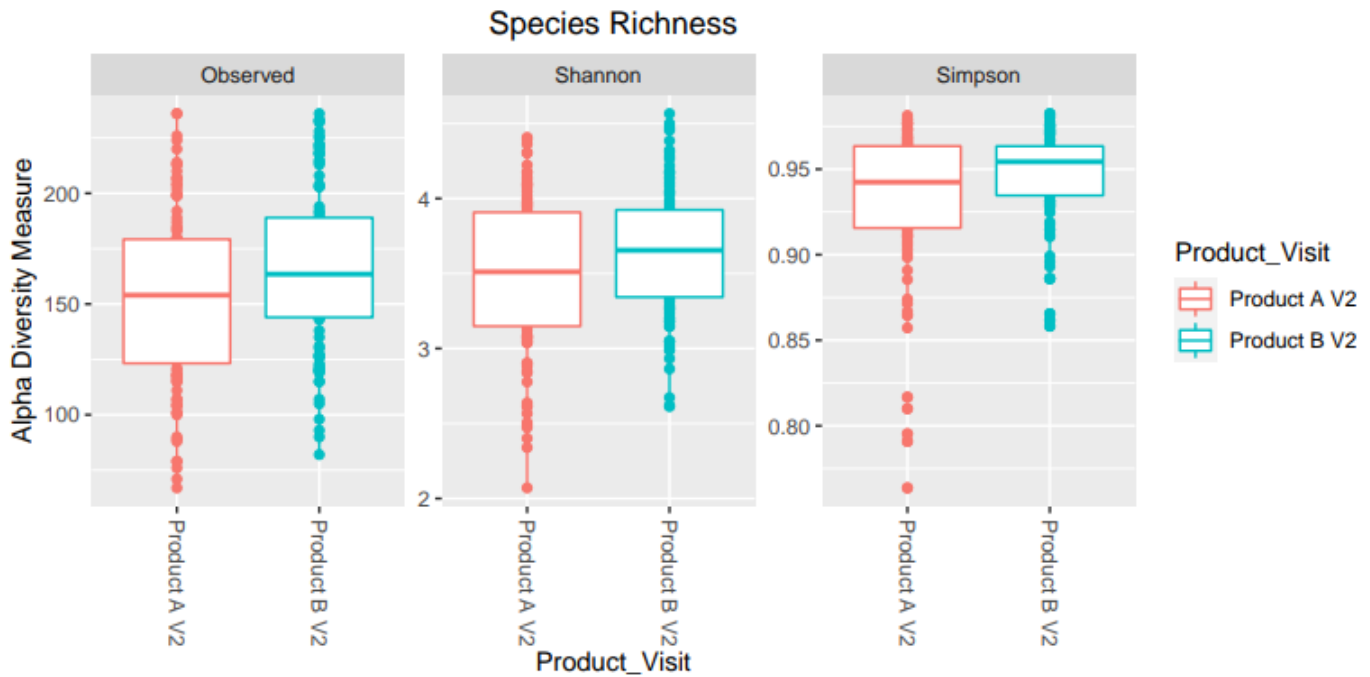 Species Richness
Observed
Shannon
Simpson
Alpha Diversity Measure
200
150
100
4
3
2
0.95
0.90
0.85
0.80
Product A V2
Product B V2
Product A V2
Product B V2
Product A V2
Product B V2
Product_Visit
Product_Visit
Product A V2
Product B V2